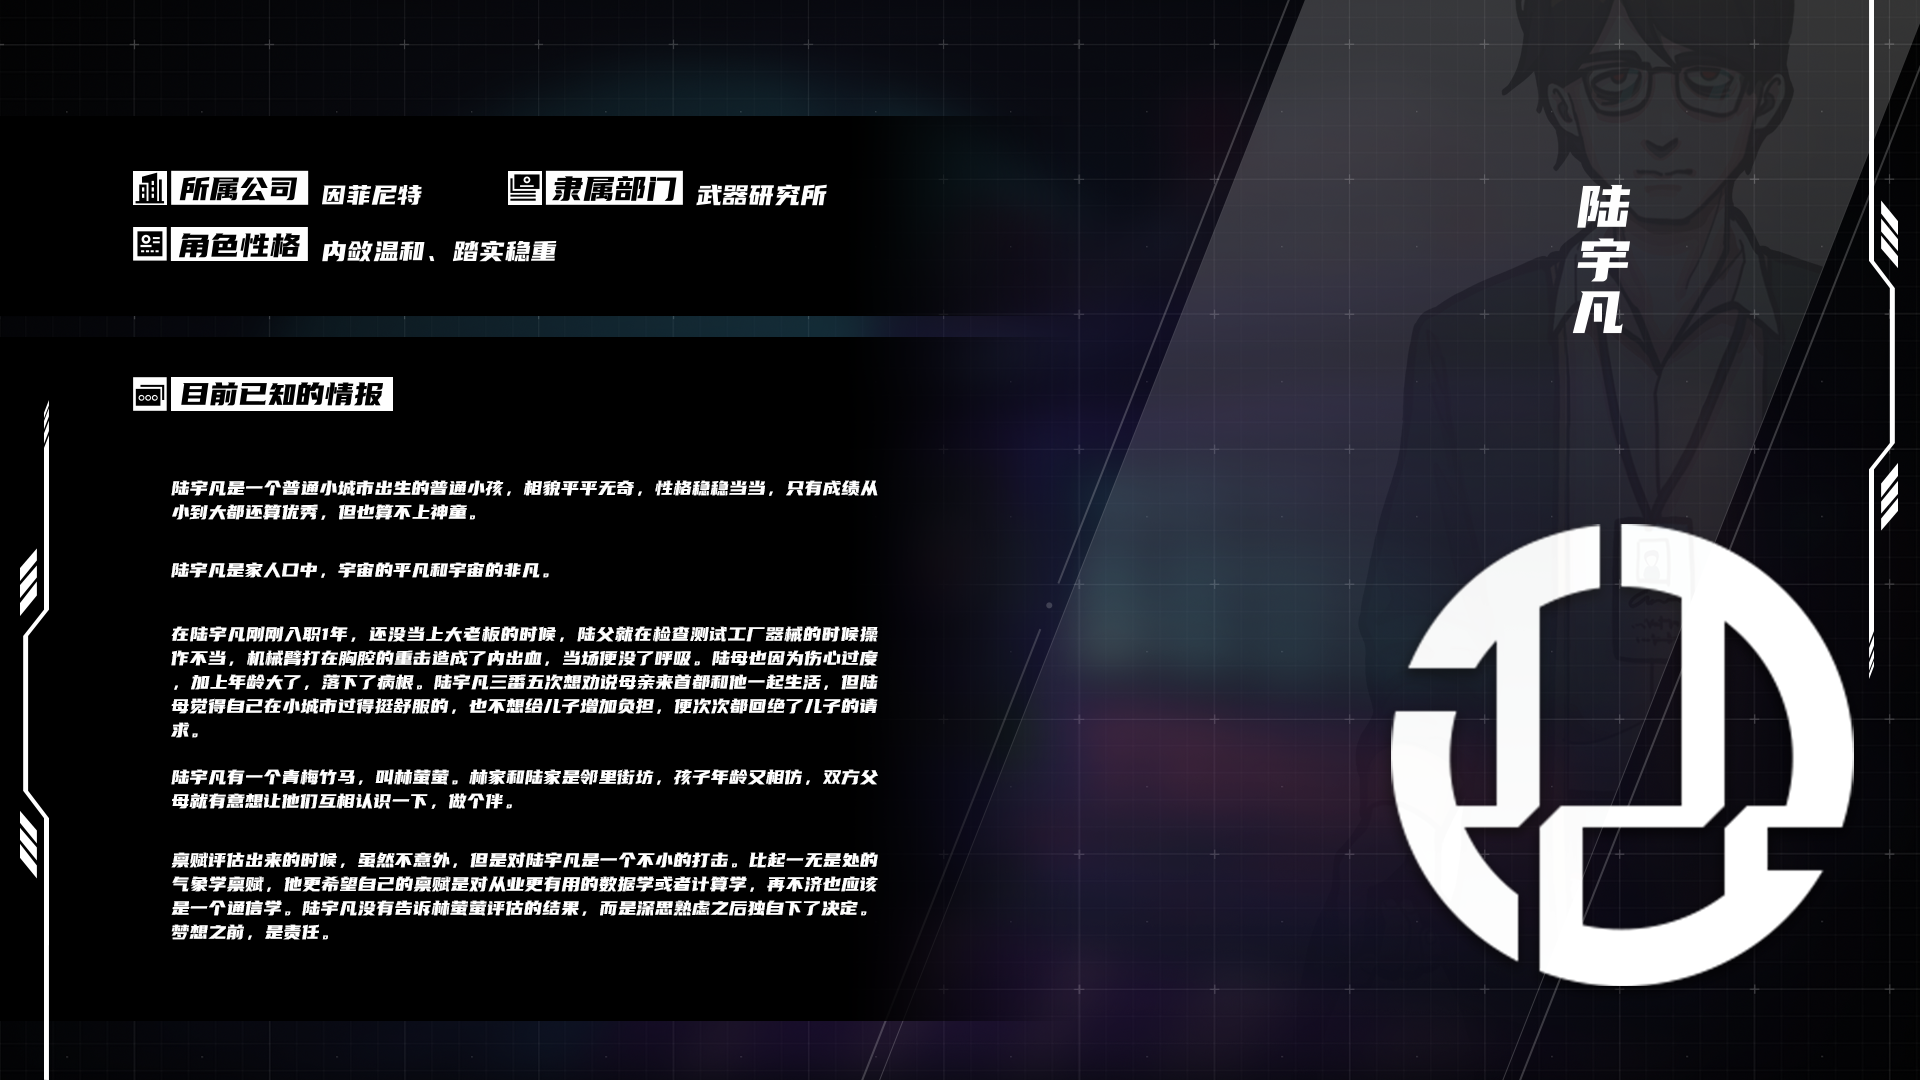 所属公司 因菲尼特 隶属部门 武器研究所
角色性格 内敛温和、踏实稳重
陆宇凡
目前已知的情报
陆宇凡是一个普通小城市出生的普通小孩，相貌平平无奇，性格稳稳当当，只有成绩从
小到大都还算优秀，但也算不上神童。
陆宇凡是家人口中，宇宙的平凡和宇宙的非凡。
在陆宇凡刚刚入职1年，还没当上大老板的时候，陆父就在检查测试工厂器械的时候操
作不当，机械臂打在胸腔的重击造成了内出血，当场便没了呼吸。陆母也因为伤心过度
，加上年龄大了，落下了病根。陆宇凡三番五次想劝说母亲来首都和他一起生活，但陆
母觉得自己在小城市过得挺舒服的，也不想给儿子增加负担，便次次都回绝了儿子的请
求。
陆宇凡有一个青梅竹马，叫林萤萤。林家和陆家是邻里街坊，孩子年龄又相仿，双方父
母就有意想让他们互相认识一下，做个伴。
禀赋评估出来的时候，虽然不意外，但是对陆宇凡是一个不小的打击。比起一无是处的
气象学禀赋，他更希望自己的禀赋是对从业更有用的数据学或者计算学，再不济也应该
是一个通信学。陆宇凡没有告诉林萤萤评估的结果，而是深思熟虑之后独自下了决定。
梦想之前，是责任。